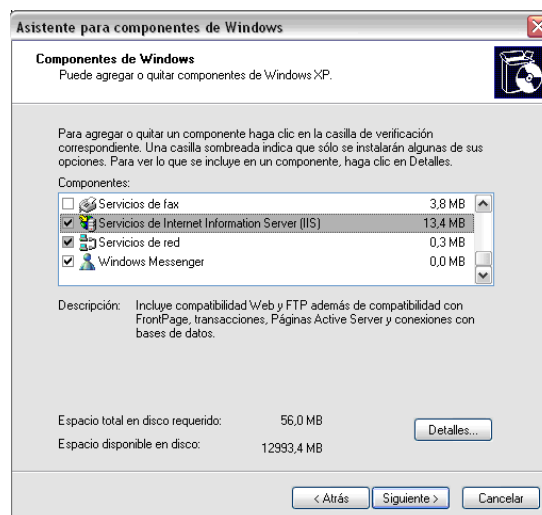 Asistente para componentes de Windows
Componentes de Windows
Puede agregar o quitar componentes de Windows XP.
Para agregar o quitar un componente haga clic en la casilla de verificación
correspondiente. Una casilla sombreada indica que sólo se instalarán algunas de sus
opciones. Para ver lo que se incluye en un componente, haga clic en Detalles.
Componentes:
Servicios de fax 3,8 MB
Servicios de Internet Information Server (IIS) 13,4 MB
Servicios de red 0,3 MB
Windows Messenger 0,0 MB
Descripción: Incluye compatibilidad Web y FTP además de compatibilidad con
FrontPage, transacciones, Páginas Active Server y conexiones con
bases de datos.
Espacio total en disco requerido: 56,0 MB
Detalles...
Espacio disponible en disco: 12993,4 MB
< Atrás Siguiente > Cancelar